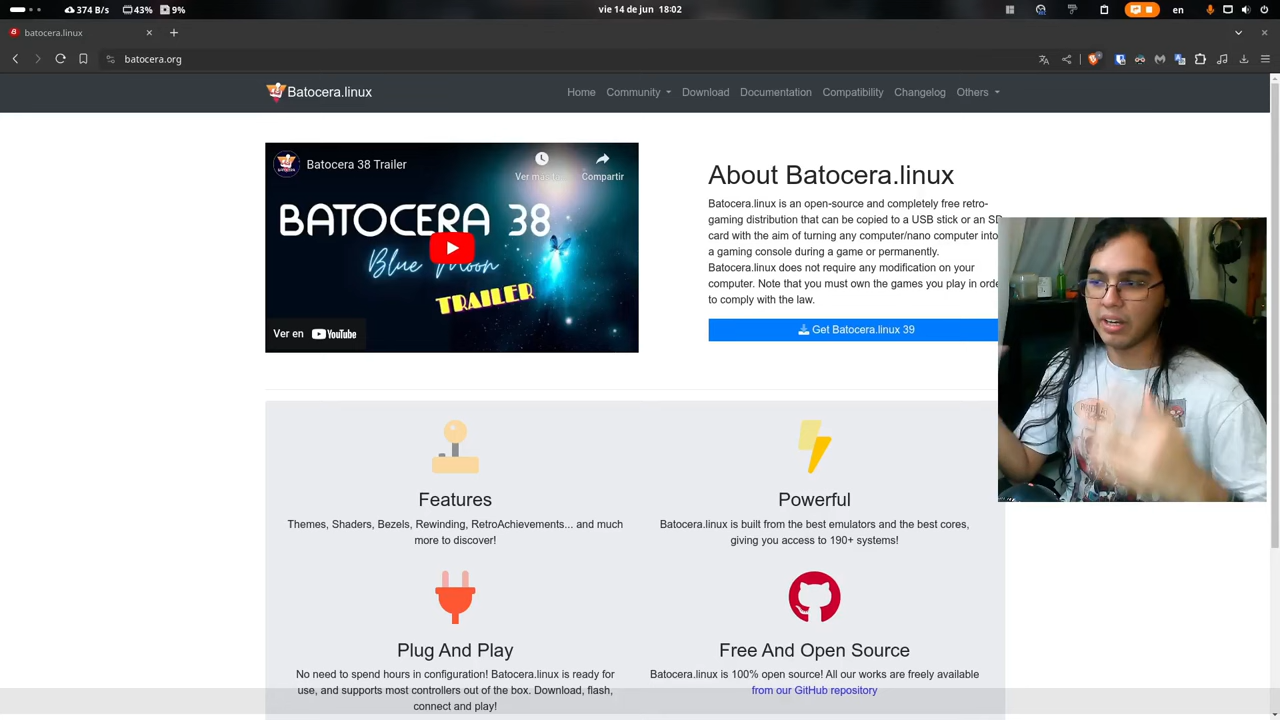 374 B/s 43% 9% vie 14 de jun 18:02 en
batocera.linux
batocera.org
Batocera.linux Home Community Download Documentation Compatibility Changelog Others
Batocera 38 Trailer
Compartir
BATOCERA 38
Blue Moon
TRAILER
Ver en YouTube
About Batocera.linux
Batocera.linux is an open-source and completely free retro-
gaming distribution that can be copied to a USB stick or an SD
card with the aim of turning any computer/nano computer into
a gaming console during a game or permanently.
Batocera.linux does not require any modification on your
computer. Note that you must own the games you play in orde
to comply with the law.
Get Batocera.linux 39
Features
Themes, Shaders, Bezels, Rewinding, RetroAchievements... and much
more to discover!
Powerful
Batocera.linux is built from the best emulators and the best cores,
giving you access to 190+ systems!
Plug And Play
No need to spend hours in configuration! Batocera.linux is ready for
use, and supports most controllers out of the box. Download, flash,
connect and play!
Free And Open Source
Batocera.linux is 100% open source! All our works are freely available
from our GitHub repository